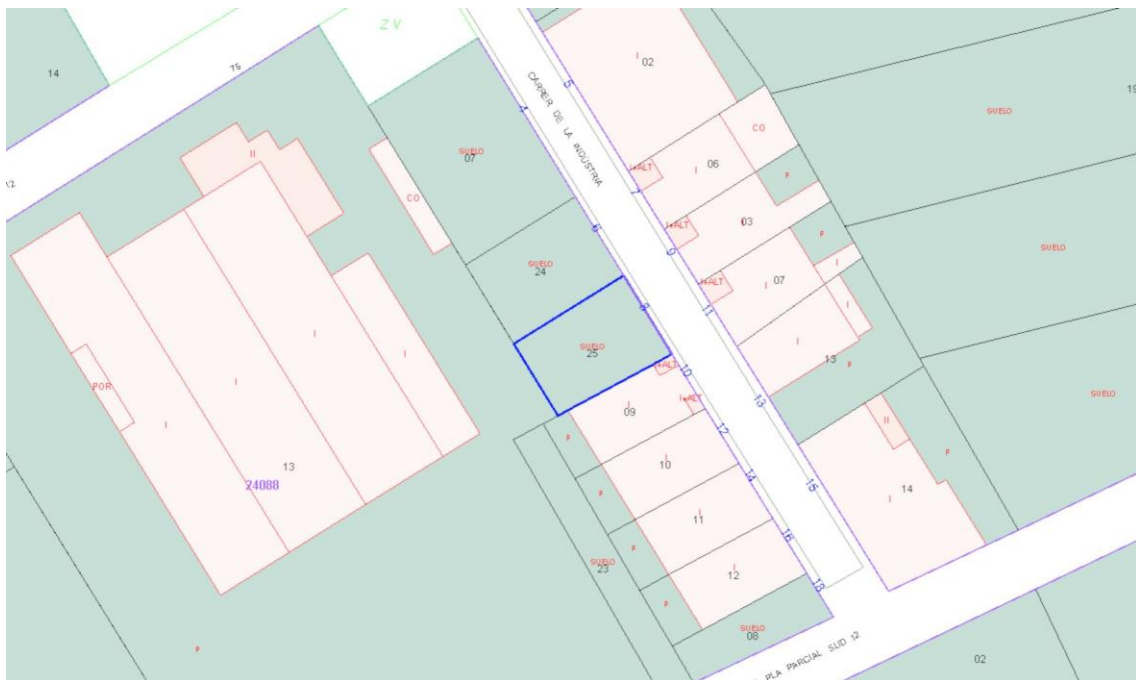 Z V
14
75
CARRER DE LA INDÚSTRIA
5
02
I
19
SUELO
4
SUELO
07
CO
II
CO
06
I
P
I+ALT
7
03
I
I+ALT
9
P
I
6
SUELO
24
SUELO
I+ALT
07
I
11
I
8
SUELO
25
I
13
P
I
I
I
I
POR
13
24088
I+ALT
10
I+ALT
09
I
12
P
10
I
14
P
11
I
16
P
12
I
18
P
SUELO
23
SUELO
08
13
15
II
14
I
P
SUELO
P
PLA PARCIAL SUD 12
02